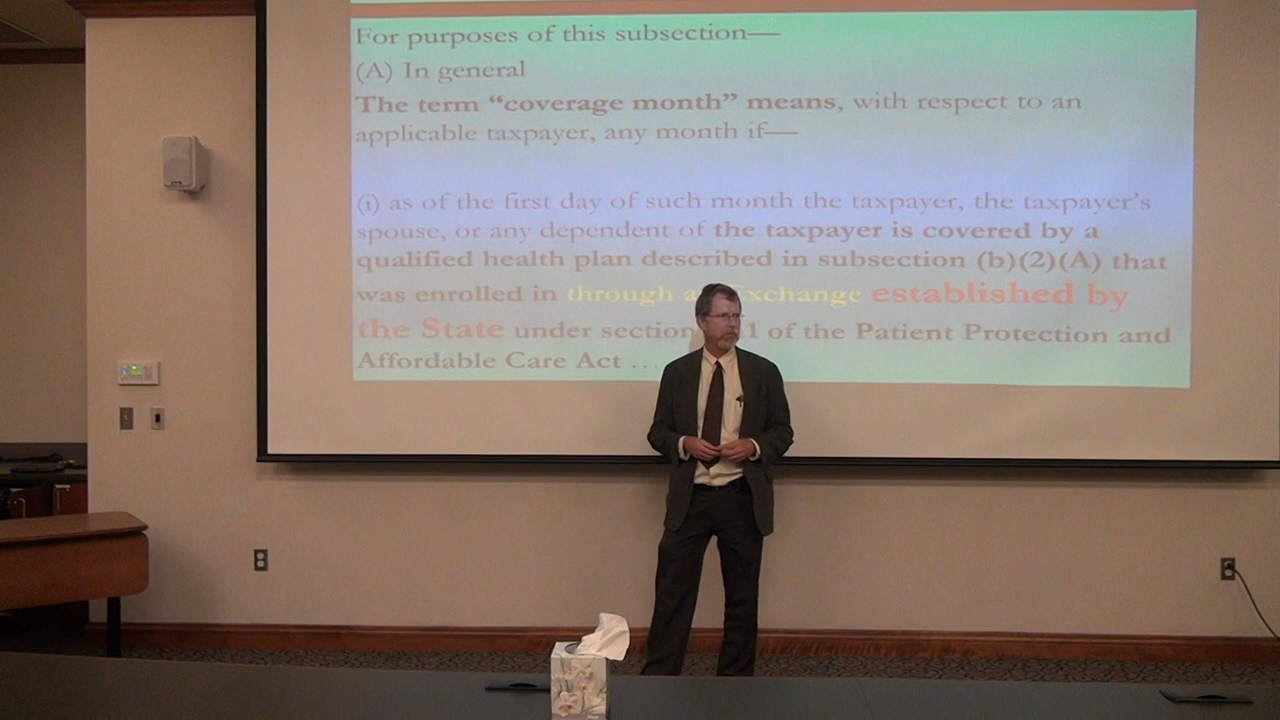 For purposes of this subsection—
(A) In general
The term “coverage month” means, with respect to an
applicable taxpayer, any month if—
(i) as of the first day of such month the taxpayer, the taxpayer’s
spouse, or any dependent of the taxpayer is covered by a
qualified health plan described in subsection (b)(2)(A) that
was enrolled in through a Exchange established by
the State under section 1 of the Patient Protection and
Affordable Care Act …